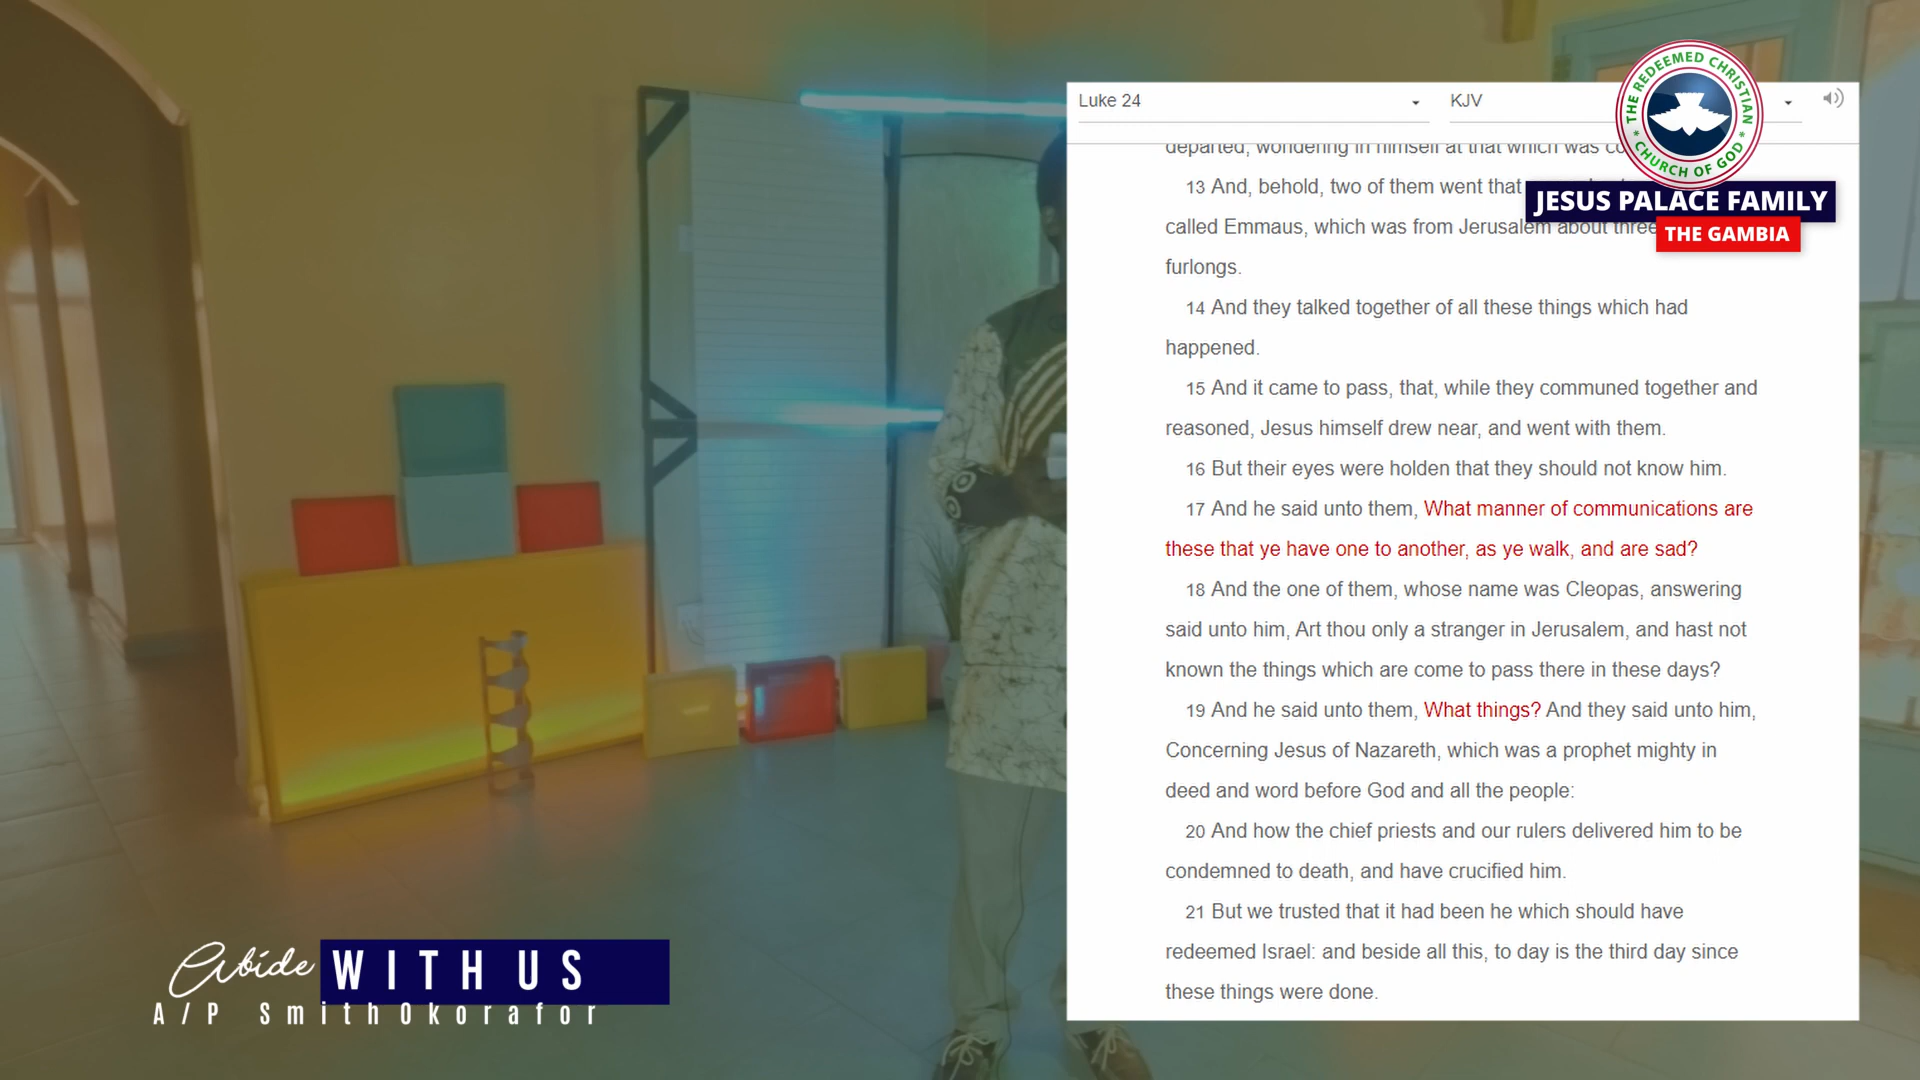 Luke 24
KJV
THE REDEEMED CHRISTIAN
CHURCH OF GOD
JESUS PALACE FAMILY
THE GAMBIA
departed, wondering in himself at that which was
13 And, behold, two of them went that
called Emmaus, which was from Jerusalem about three
furlongs.
14 And they talked together of all these things which had
happened.
15 And it came to pass, that, while they communed together and
reasoned, Jesus himself drew near, and went with them.
16 But their eyes were holden that they should not know him.
17 And he said unto them, What manner of communications are
these that ye have one to another, as ye walk, and are sad?
18 And the one of them, whose name was Cleopas, answering
said unto him, Art thou only a stranger in Jerusalem, and hast not
known the things which are come to pass there in these days?
19 And he said unto them, What things? And they said unto him,
Concerning Jesus of Nazareth, which was a prophet mighty in
deed and word before God and all the people:
20 And how the chief priests and our rulers delivered him to be
condemned to death, and have crucified him.
21 But we trusted that it had been he which should have
redeemed Israel: and beside all this, to day is the third day since
these things were done.
Abide WITH US
A/P SmithOkorafor